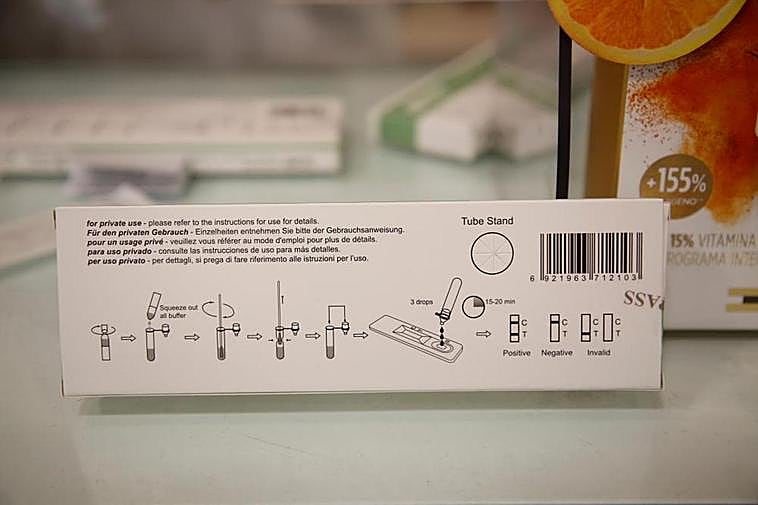 for private use - please refer to the instructions for use for details.
Für den privaten Gebrauch - Einzelheiten entnehmen Sie bitte der Gebrauchsanweisung.
pour un usage privé - veuillez vous référer au mode d'emploi pour plus de détails.
para uso privado - consulte las instrucciones de uso para más detalles.
per uso privato - per dettagli, si prega di fare riferimento alle istruzioni per l'uso.
Tube Stand
6 921963 712103
Squeeze out
all buffer
3 drops
15-20 min
C
T
C
T
C
T
C
T
Positive
Negative
Invalid
+155%
15% VITAMINA